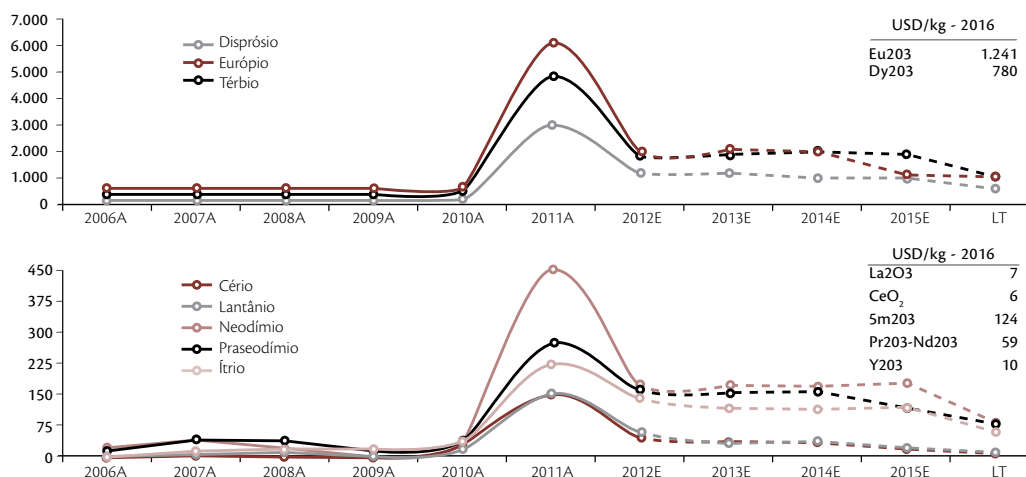 7.000
6.000
5.000
4.000
3.000
2.000
1.000
0
Disprósio
Európio
Térbio
USD/kg - 2016
Eu203 1.241
Dy203 780
2006A 2007A 2008A 2009A 2010A 2011A 2012E 2013E 2014E 2015E LT
450
375
300
225
150
75
0
Cério
Lantânio
Neodímio
Praseodímio
Ítrio
USD/kg - 2016
La2O3 7
CeO₂ 6
5m203 124
Pr203-Nd203 59
Y203 10
2006A 2007A 2008A 2009A 2010A 2011A 2012E 2013E 2014E 2015E LT